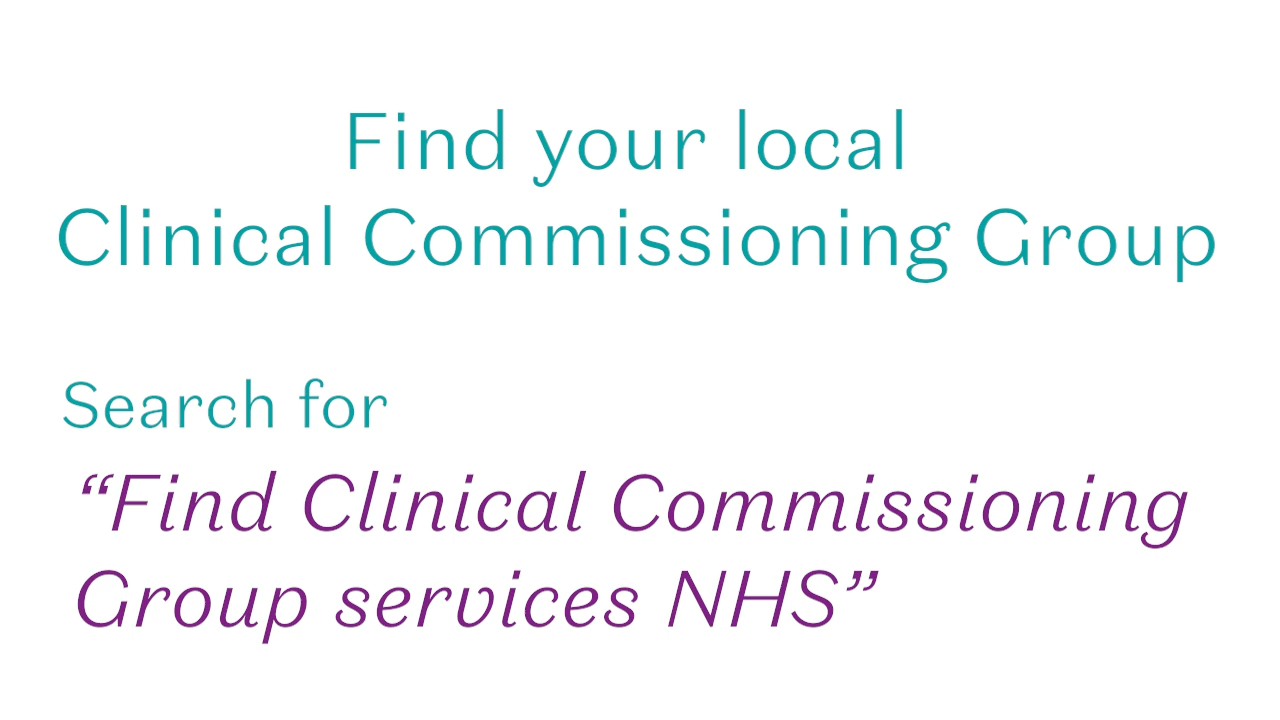 Find your local
Clinical Commissioning Group
Search for
“Find Clinical Commissioning
Group services NHS”